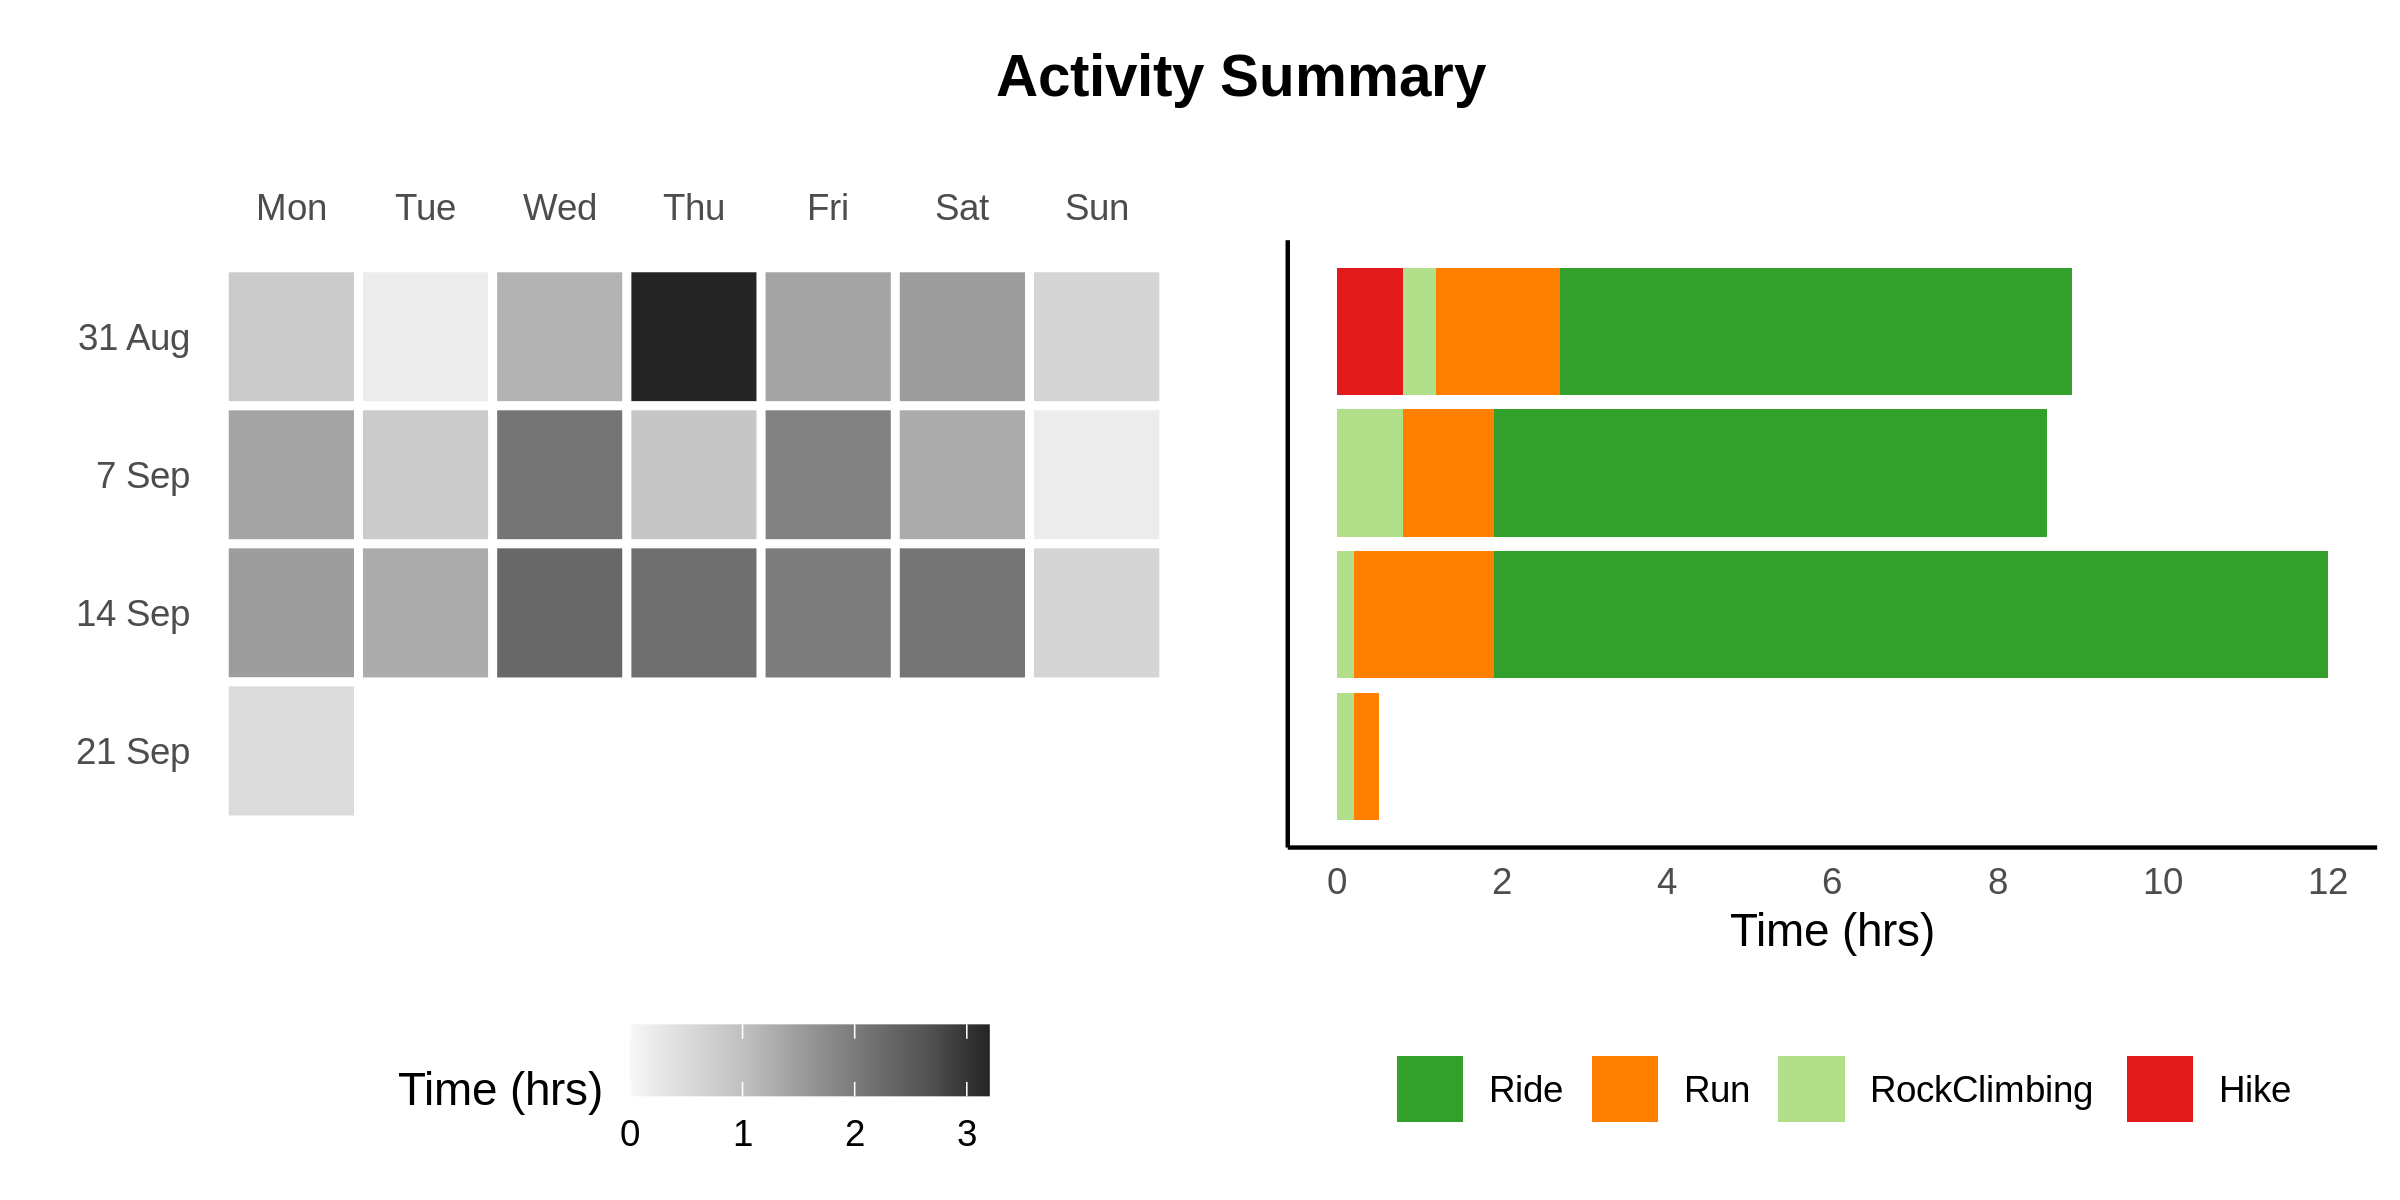 Activity Summary
Mon Tue Wed Thu Fri Sat Sun
31 Aug
7 Sep
14 Sep
21 Sep
Time (hrs)
0 1 2 3
0 2 4 6 8 10 12
Time (hrs)
Ride Run RockClimbing Hike